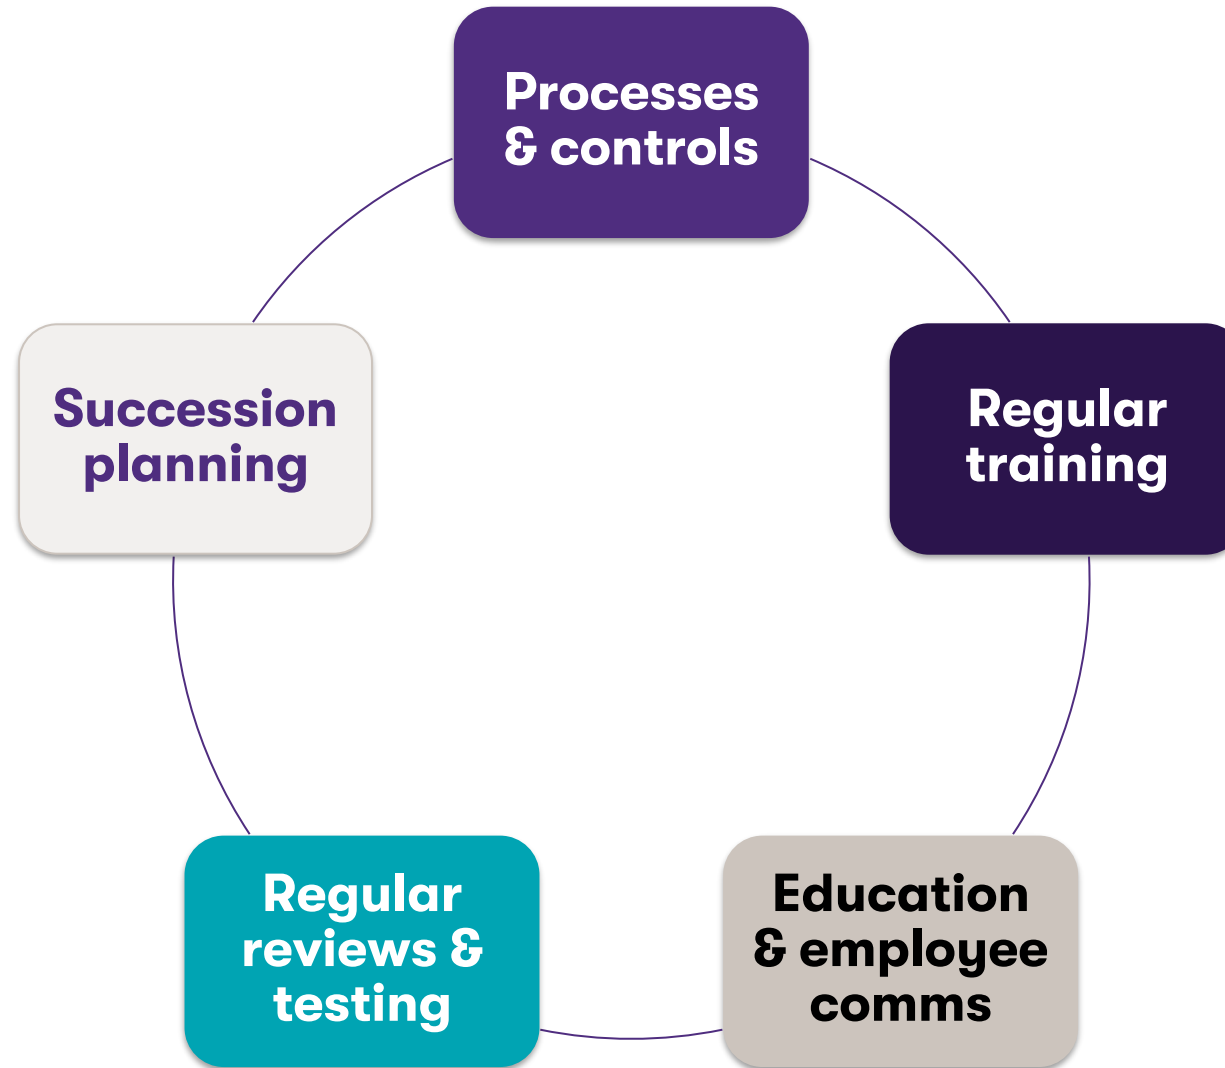 Processes
& controls
Regular
training
Education
& employee
comms
Regular
reviews &
testing
Succession
planning